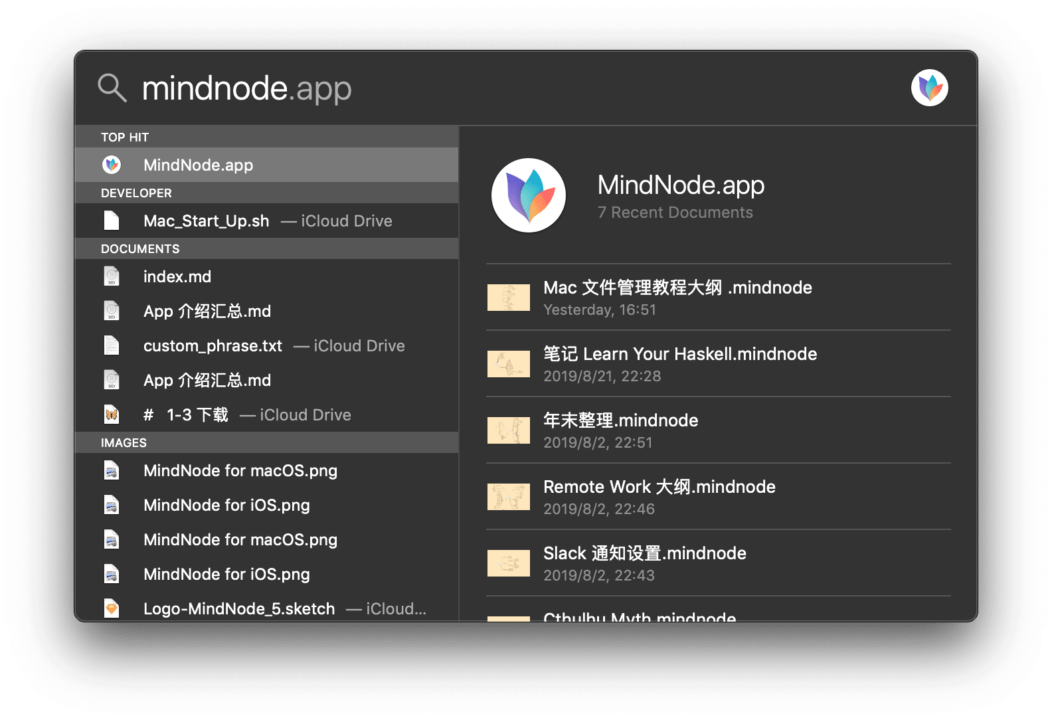 mindnode.app
TOP HIT
MindNode.app
DEVELOPER
Mac_Start_Up.sh — iCloud Drive
DOCUMENTS
index.md
App 介绍汇总.md
custom_phrase.txt — iCloud Drive
App 介绍汇总.md
# 1-3 下载 — iCloud Drive
IMAGES
MindNode for macOS.png
MindNode for iOS.png
MindNode for macOS.png
MindNode for iOS.png
Logo-MindNode_5.sketch — iCloud...
MindNode.app
7 Recent Documents
Mac 文件管理教程大纲 .mindnode
Yesterday, 16:51
笔记 Learn Your Haskell.mindnode
2019/8/21, 22:28
年末整理.mindnode
2019/8/2, 22:51
Remote Work 大纲.mindnode
2019/8/2, 22:46
Slack 通知设置.mindnode
2019/8/2, 22:43
Cthulhu Myth.mindnode